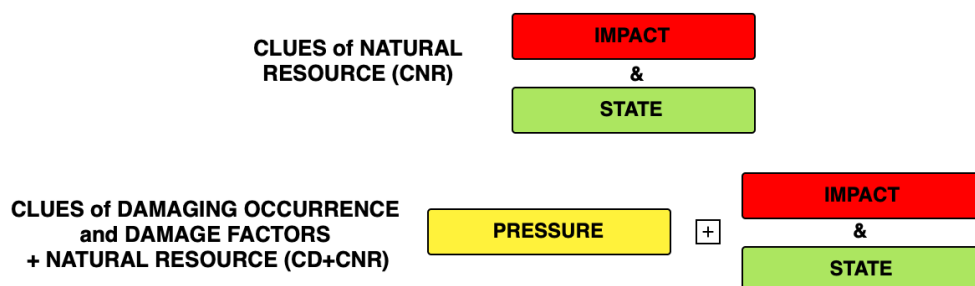 CLUES of NATURAL
RESOURCE (CNR)
IMPACT
&
STATE
CLUES of DAMAGING OCCURRENCE
and DAMAGE FACTORS
+ NATURAL RESOURCE (CD+CNR)
PRESSURE
+
IMPACT
&
STATE